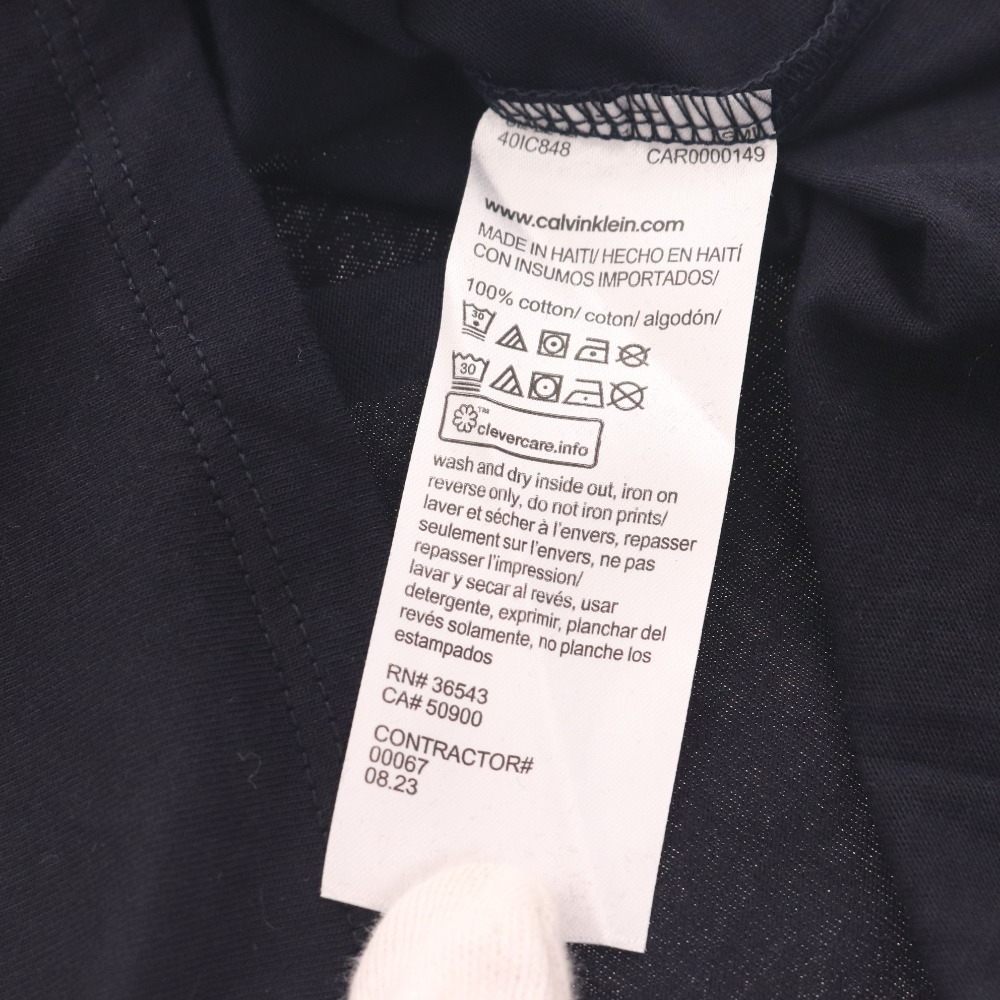 40IC848 CAR0000149
www.calvinklein.com
MADE IN HAITI/ HECHO EN HAITÍ
CON INSUMOS IMPORTADOS/
100% cotton/ coton/ algodón/
30
30
™ clevercare.info
wash and dry inside out, iron on
reverse only, do not iron prints/
laver et sécher à l'envers, repasser
seulement sur l'envers, ne pas
repasser l'impression/
lavar y secar al revés, usar
detergente, exprimir, planchar del
revés solamente, no planche los
estampados
RN# 36543
CA# 50900
CONTRACTOR#
00067
08.23